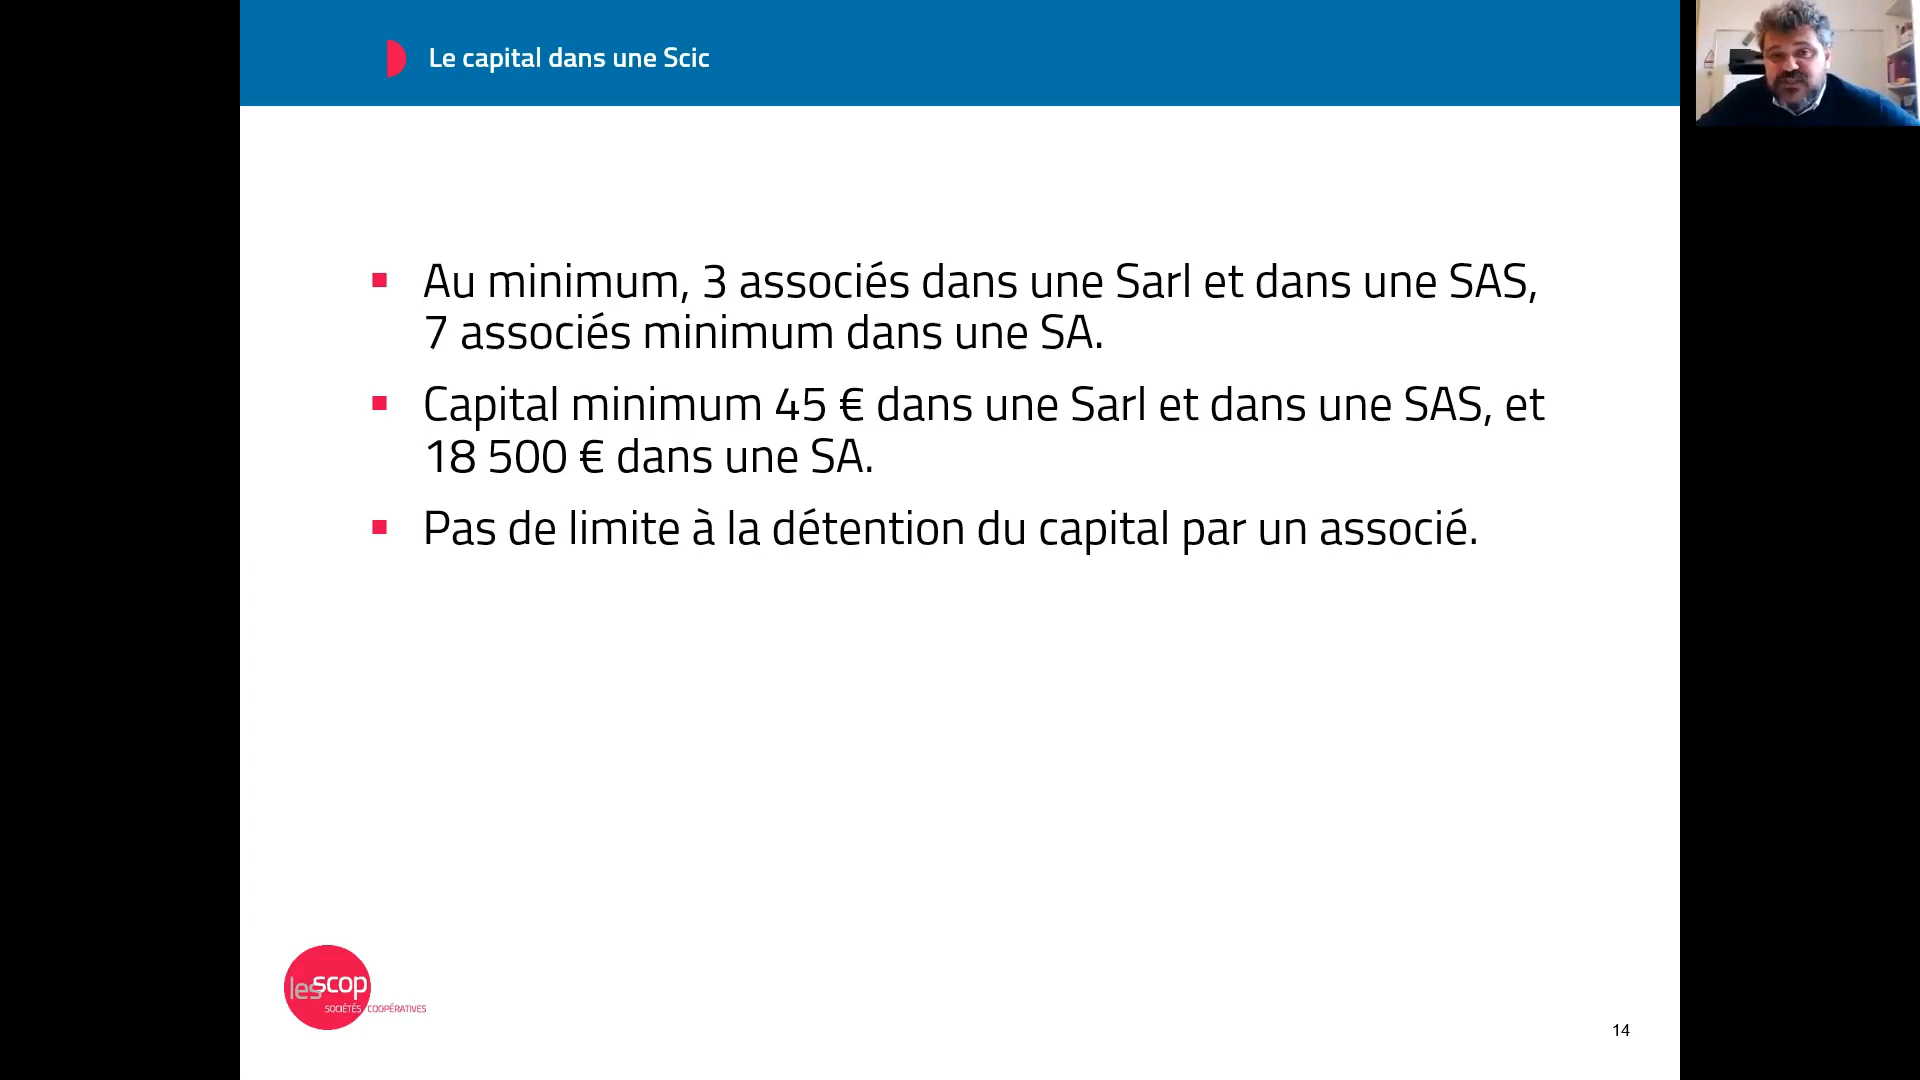 Le capital dans une Scic
Au minimum, 3 associés dans une Sarl et dans une SAS,
7 associés minimum dans une SA.
Capital minimum 45 € dans une Sarl et dans une SAS, et
18 500 € dans une SA.
Pas de limite à la détention du capital par un associé.
les scop
SOCIÉTÉS COOPÉRATIVES
14